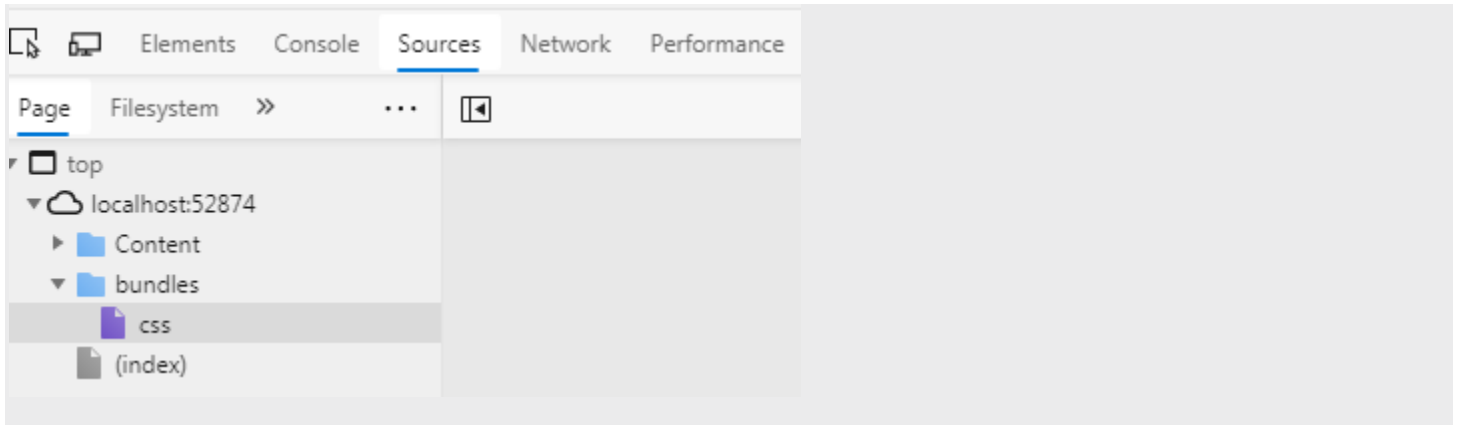 Elements Console Sources Network Performance
Page Filesystem » ...
top
localhost:52874
Content
bundles
css
(index)